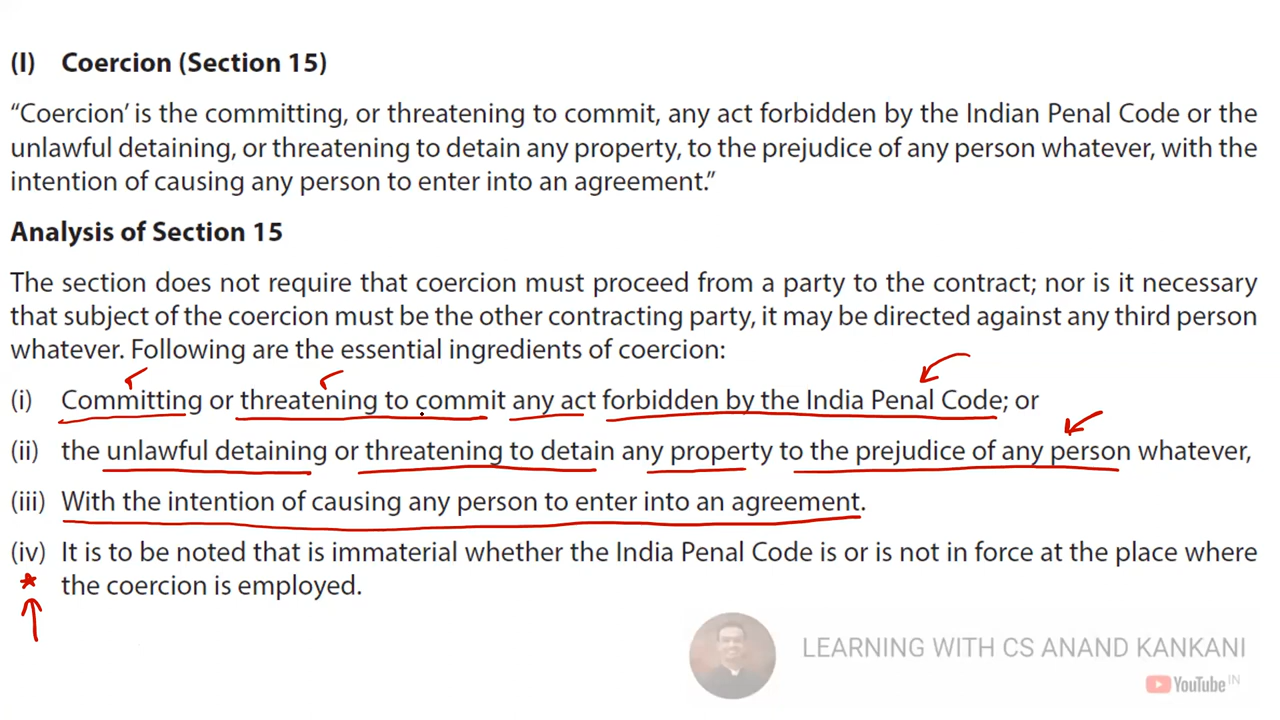 (I) Coercion (Section 15)
“Coercion’ is the committing, or threatening to commit, any act forbidden by the Indian Penal Code or the
unlawful detaining, or threatening to detain any property, to the prejudice of any person whatever, with the
intention of causing any person to enter into an agreement.”
Analysis of Section 15
The section does not require that coercion must proceed from a party to the contract; nor is it necessary
that subject of the coercion must be the other contracting party, it may be directed against any third person
whatever. Following are the essential ingredients of coercion:
(i) Committing or threatening to commit any act forbidden by the India Penal Code; or
(ii) the unlawful detaining or threatening to detain any property to the prejudice of any person whatever,
(iii) With the intention of causing any person to enter into an agreement.
(iv) It is to be noted that is immaterial whether the India Penal Code is or is not in force at the place where
the coercion is employed.
LEARNING WITH CS ANAND KANKANI
YouTube IN